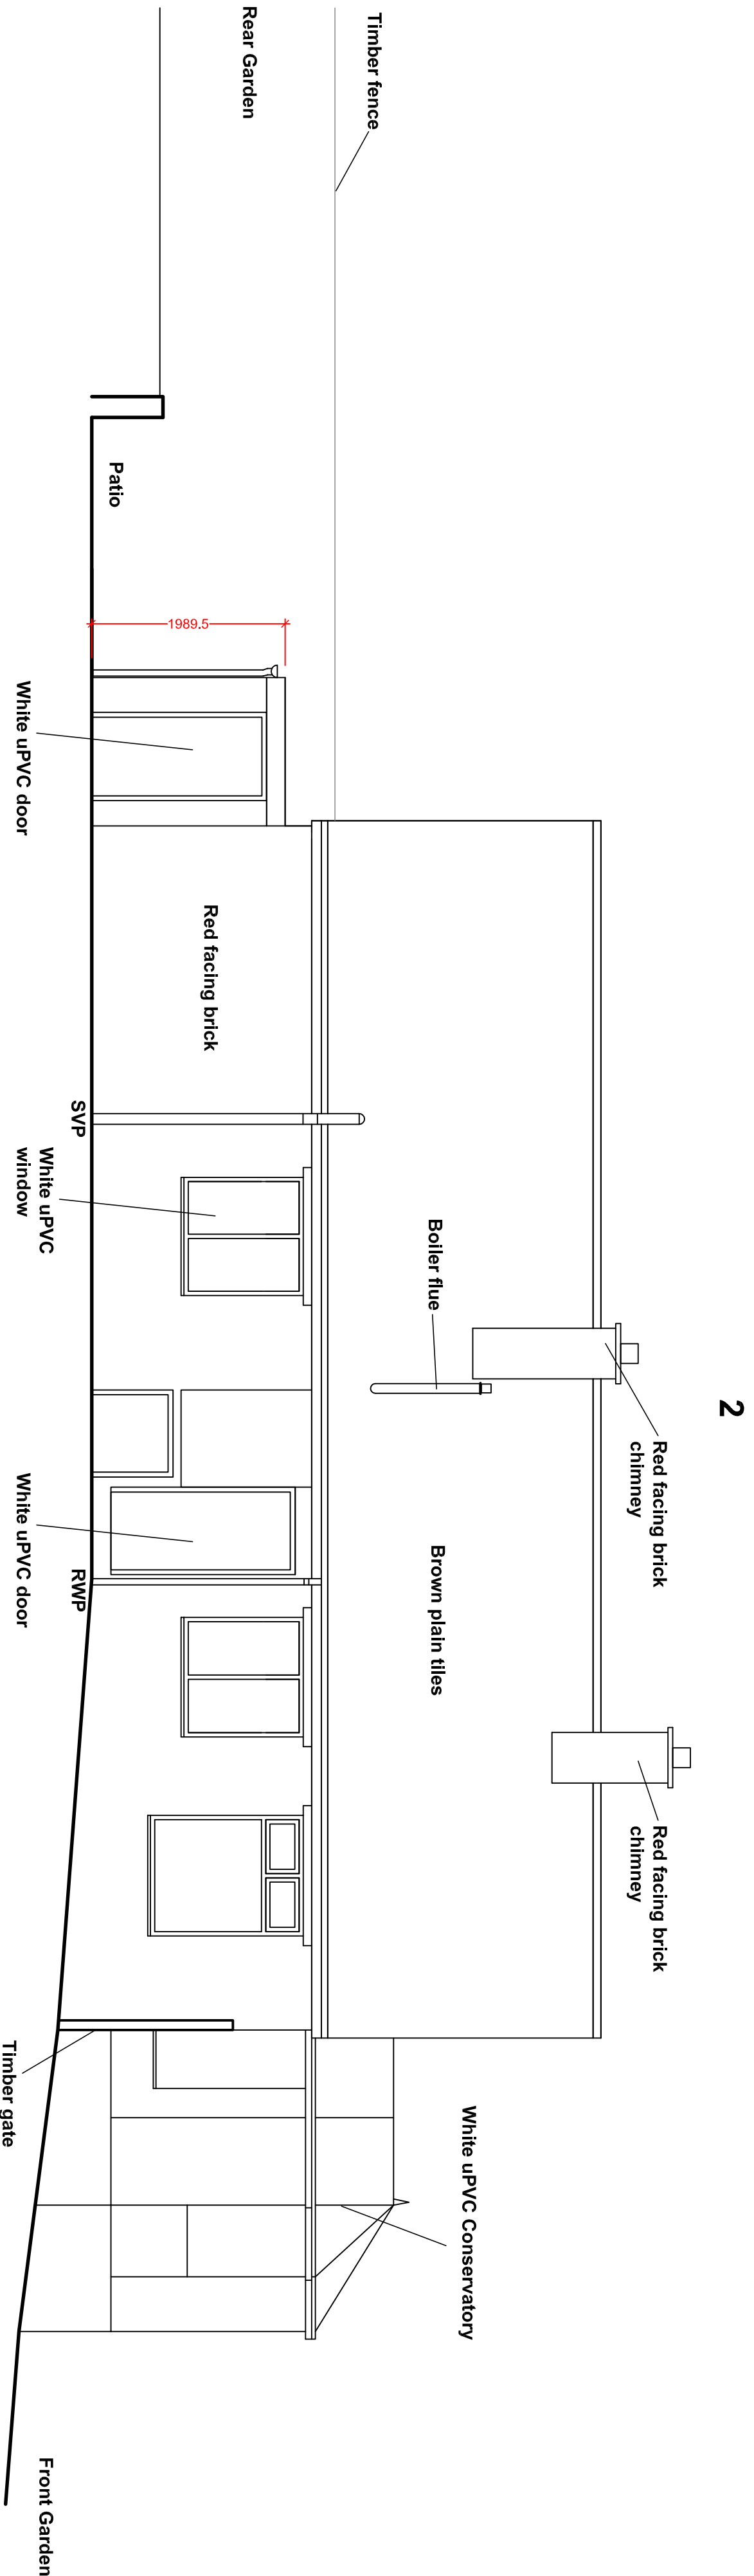 2
Timber fence
Rear Garden
Patio
1989.5
White uPVC door
Red facing brick
SVP
White uPVC
window
Boiler flue
Red facing brick
chimney
Brown plain tiles
White uPVC door
RWP
Red facing brick
chimney
Timber gate
White uPVC Conservatory
Front Garden